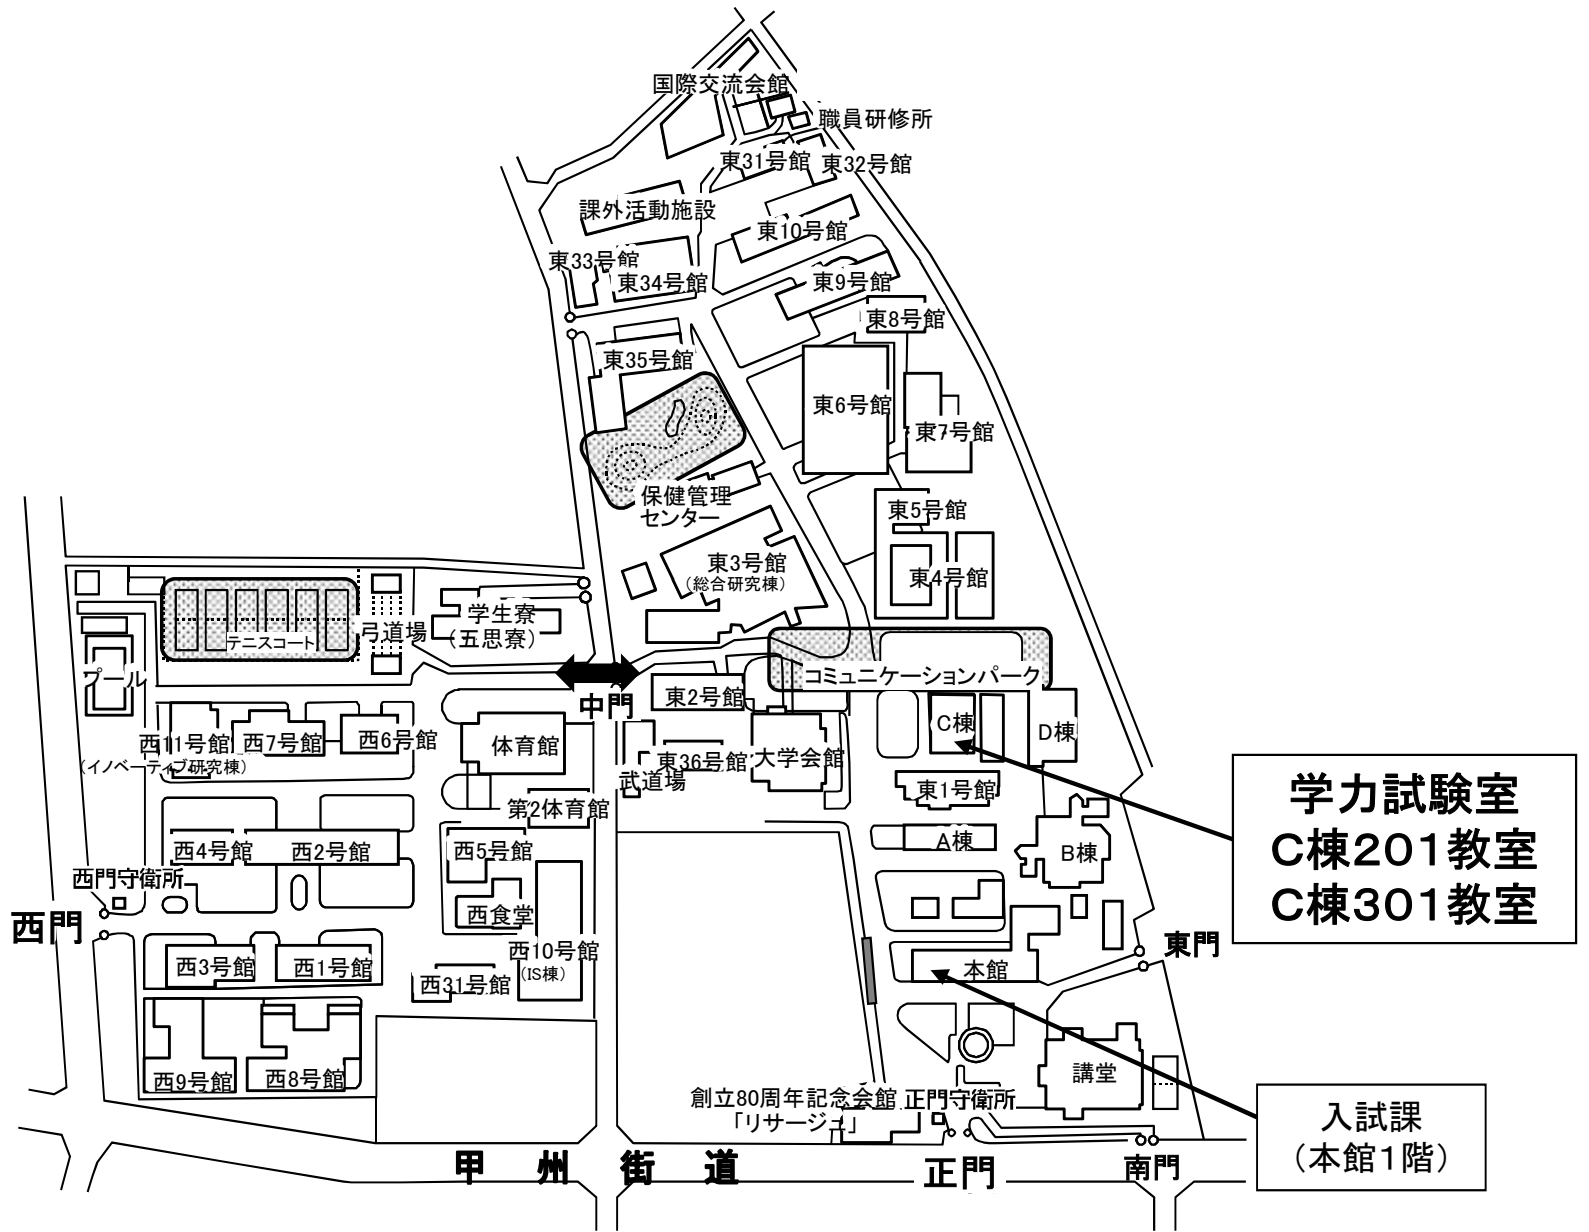 国際交流会館
職員研修所
東31号館
東32号館
課外活動施設
東10号館
東33号館
東34号館
東9号館
東8号館
東35号館
東6号館
東7号館
保健管理
センター
東5号館
東3号館
(総合研究棟)
東4号館
学生寮
(五思寮)
弓道場
テニスコート
プール
コミュニケーションパーク
中門
東2号館
C棟
D棟
西11号館
(イノベーティブ研究棟)
西7号館
西6号館
体育館
武道場
東36号館
大学会館
東1号館
第2体育館
西4号館
西2号館
西5号館
A棟
B棟
学力試験室
C棟201教室
C棟301教室
西門守衛所
西門
西食堂
西10号館
(IS棟)
東門
西3号館
西1号館
西31号館
本館
西9号館
西8号館
講堂
創立80周年記念会館
「リサージュ」
正門守衛所
入試課
(本館1階)
甲州街道
正門
南門